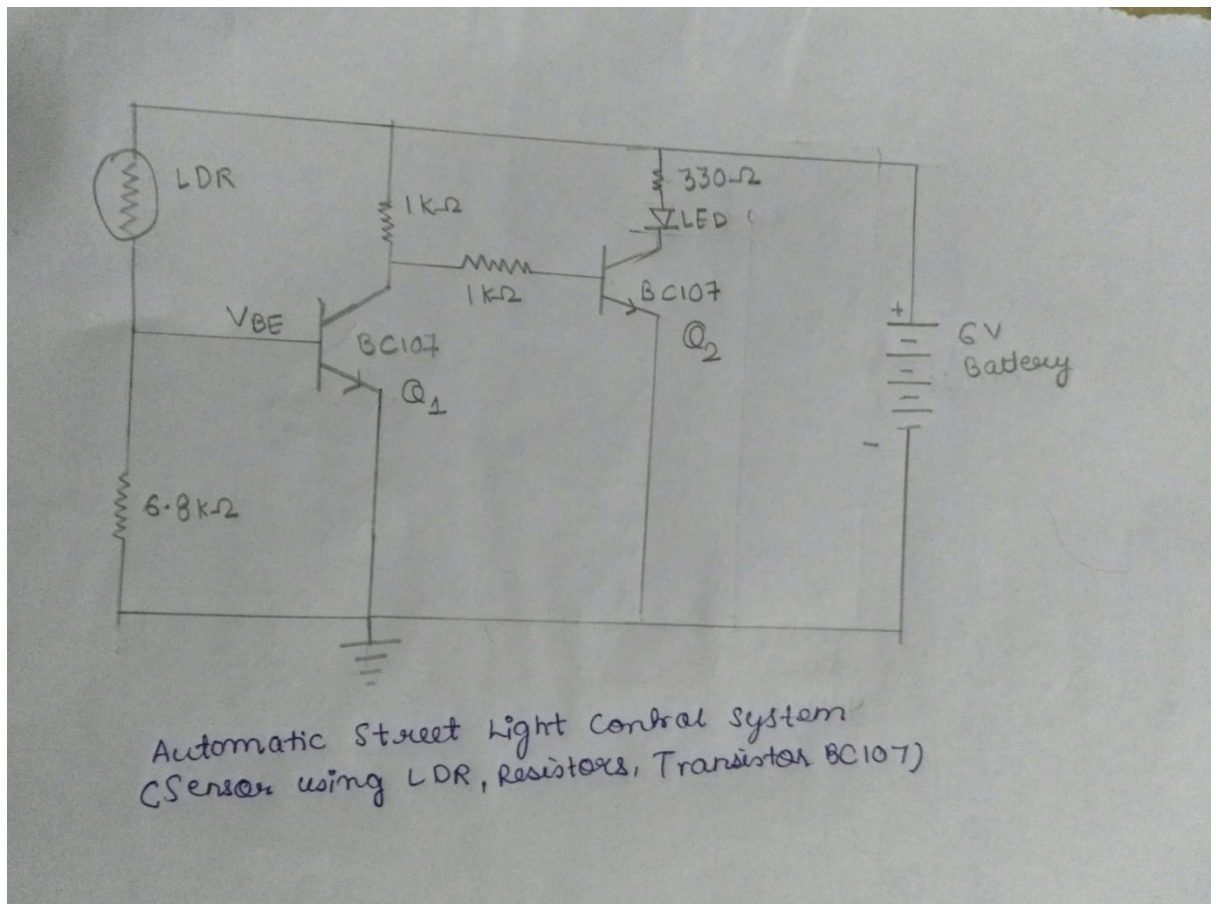 LDR
1KΩ
330Ω
LED
1KΩ
VBE
BC107
Q1
BC107
Q2
+
6V
Battery
-
6.8KΩ
Automatic Street Light Control System
(Sensor using LDR, Resistors, Transistor BC107)